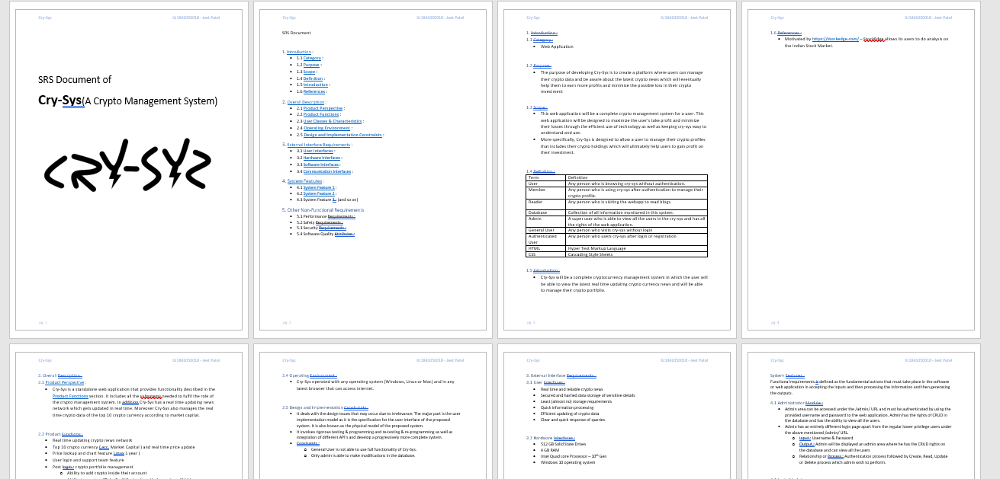 Cry-Sys IU1841050018 - Jeet Patel
SRS Document of
Cry-Sys(A Crypto Management System)
CRY-SYS
pg. 1
Cry-Sys IU1841050018 - Jeet Patel
SRS Document
1. Introduction :
1.1 Category :
1.2 Purpose :
1.3 Scope :
1.4 Definition :
1.5 Introduction :
1.6 References :
2. Overall Description :
2.1 Product Perspective :
2.2 Product Functions :
2.3 User Classes & Characteristics :
2.4 Operating Environment :
2.5 Design and Implementation Constraints :
3. External Interface Requirements :
3.1 User Interfaces :
3.2 Hardware Interfaces :
3.3 Software Interfaces :
3.4 Communication Interfaces :
4. System Features :
4.1 System Feature 1 :
4.2 System Feature 2 :
4.3 System Feature 3 : (and so on)
5. Other Non-Functional Requirements
5.1 Performance Requirements :
5.2 Safety Requirements :
5.3 Security Requirements :
5.4 Software Quality Attributes :
pg. 2
Cry-Sys IU1841050018 - Jeet Patel
1. Introduction :
1.1 Category :
Web Application
1.2 Purpose :
The purpose of developing Cry-Sys is to create a platform where users can manage
their crypto data and be aware about the latest crypto news which will eventually
help them to earn more profits and minimize the possible loss in their crypto
investment
1.3 Scope :
This web application will be a complete crypto management system for a user. This
web application will be designed to maximize the user's take profit and minimize
their losses through the efficient use of technology as well as keeping cry-sys easy to
understand and use.
More specifically, Cry-Sys is designed to allow a user to manage their crypto profiles
that includes their crypto holdings which will ultimately help users to gain profit on
their investment.
1.4 Definition :
Term Definition
User Any person who is browsing cry-sys without authentication.
Member Any person who is using cry-sys after authentication to manage their
crypto profile.
Reader Any person who is visiting the webapp to read blogs.
Database Collection of all information monitored in this system.
Admin A super user who is able to view all the users in the cry-sys and has all
the rights of the web application.
General User Any person who visits cry-sys without login
Authenticated Any person who users cry-sys after login or registration
User
HTML Hyper Text Markup Language
CSS Cascading Style Sheets
1.5 Introduction :
Cry-Sys will be a complete cryptocurrency management system in which the user will
be able to view the latest real time updating crypto currency news and will be able
to manage their crypto portfolio.
pg. 3
Cry-Sys IU1841050018 - Jeet Patel
1.6 References :
Motivated by https://stockedge.com/ – StockEdge allows its users to do analysis on
the Indian Stock Market.
pg. 4
Cry-Sys IU1841050018 - Jeet Patel
2. Overall Description :
2.1 Product Perspective :
Cry-Sys is a standalone web application that provides functionality described in the
Product Functions section. It includes all the needed to fulfil the role of
the crypto management system. In addition Cry-Sys has a real time updating news
network which gets updated in real time. Moreover Cry-Sys also manages the real
time crypto data of the top 10 crypto currency according to market capital.
2.2 Product Functions :
Real time updating crypto news network
Top 10 crypto currency (acc. Market Capital ) and real time price update
Price lookup and chart feature ( 1 year )
User login and support team feature
Post login : crypto portfolio management
Ability to add crypto inside their account
Cry-Sys IU1841050018 - Jeet Patel
2.4 Operating Environment :
Cry-Sys operated with any operating system (Windows, Linux or Mac) and in any
latest browser that can access internet.
2.5 Design and Implementation Constraints :
It deals with the design issues that may occur due to irrelevance. The major part is the user
implementation model as it is the specification for the user interface of the proposed
system. It is also known as the physical model of the proposed system.
It involves rigorous testing & programming and re-testing & re-programming as well as
integration of different API's and develop a progressively more complete system.
Constraints :
General User is not able to use full functionality of Cry-Sys.
Only admin is able to make modifications in the database.
Cry-Sys IU1841050018 - Jeet Patel
3. External Interface Requirements :
3.1 User Interfaces :
Real time and reliable crypto news
Secured and hashed data storage of sensitive details
Least (almost no) storage requirements
Quick information processing
Efficient updating of crypto data
Clear and quick response of queries
3.2 Hardware Interfaces :
512 GB Solid State Drives
4 GB RAM
Intel Quad core Processor – 10th Gen
Windows 10 operating system
Cry-Sys IU1841050018 - Jeet Patel
System Features :
Functional requirements is defined as the fundamental actions that must take place in the software
or web application in accepting the inputs and then processing the information and then generating
the outputs.
4.1 Administrator Module :
Admin area can be accessed under the /admin/ URL and must be authenticated by using the
provided username and password to the web application. Admin has the rights of CRUD in
the database and has the ability to view all the users.
Admin has an entirely different login page apart from the regular lower privilege users under
the above mentioned /admin/ URL
Input : Username & Password
Output : Admin will be displayed an admin area where he has the CRUD rights on
the database and can view all the users
Relationship or Process : Authentication process followed by Create, Read, Update
or Delete process which admin wish to perform.